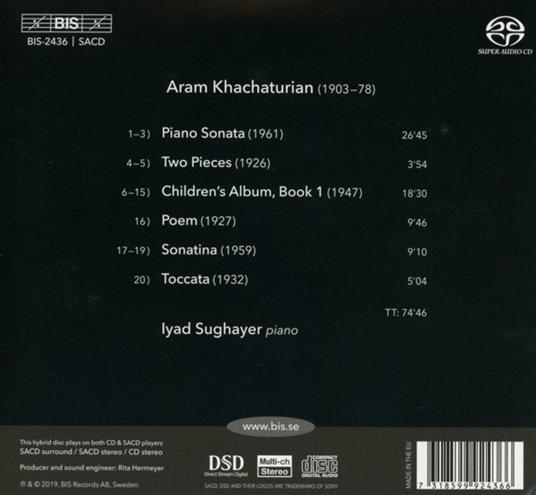 BIS
BIS-2436 | SACD
SUPER AUDIO CD
Aram Khachaturian (1903–78)
1–3) Piano Sonata (1961) 26'45
4–5) Two Pieces (1926) 3'54
6–15) Children's Album, Book 1 (1947) 18'30
16) Poem (1927) 9'46
17–19) Sonatina (1959) 9'10
20) Toccata (1932) 5'04
TT: 74'46
Iyad Sughayer piano
www.bis.se
This hybrid disc plays on both CD & SACD players
SACD surround / SACD stereo / CD stereo
Producer and sound engineer: Rita Hermeyer
℗ & © 2019, BIS Records AB, Sweden
DSD
Direct Stream Digital
Multi-ch
Stereo
COMPACT
disc
DIGITAL AUDIO
SACD, DSD AND THEIR LOGOS ARE TRADEMARKS OF SONY
MADE IN THE EU
7 318599 924366